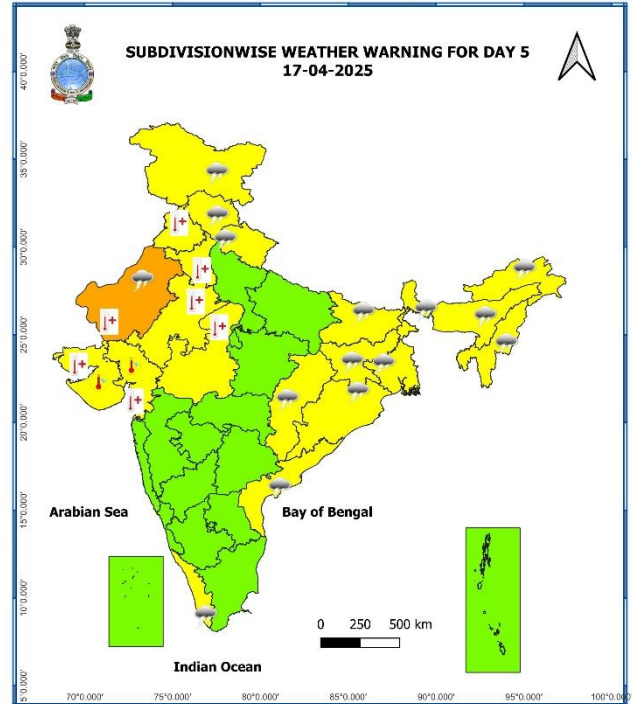 SUBDIVISIONWISE WEATHER WARNING FOR DAY 5
17-04-2025
40°0.000'
35°0.000'
30°0.000'
25°0.000'
20°0.000'
15°0.000'
10°0.000'
5°0.000'
Arabian Sea
Bay of Bengal
0 250 500 km
Indian Ocean
70°0.000' 75°0.000' 80°0.000' 85°0.000' 90°0.000' 95°0.000' 100°0.000'